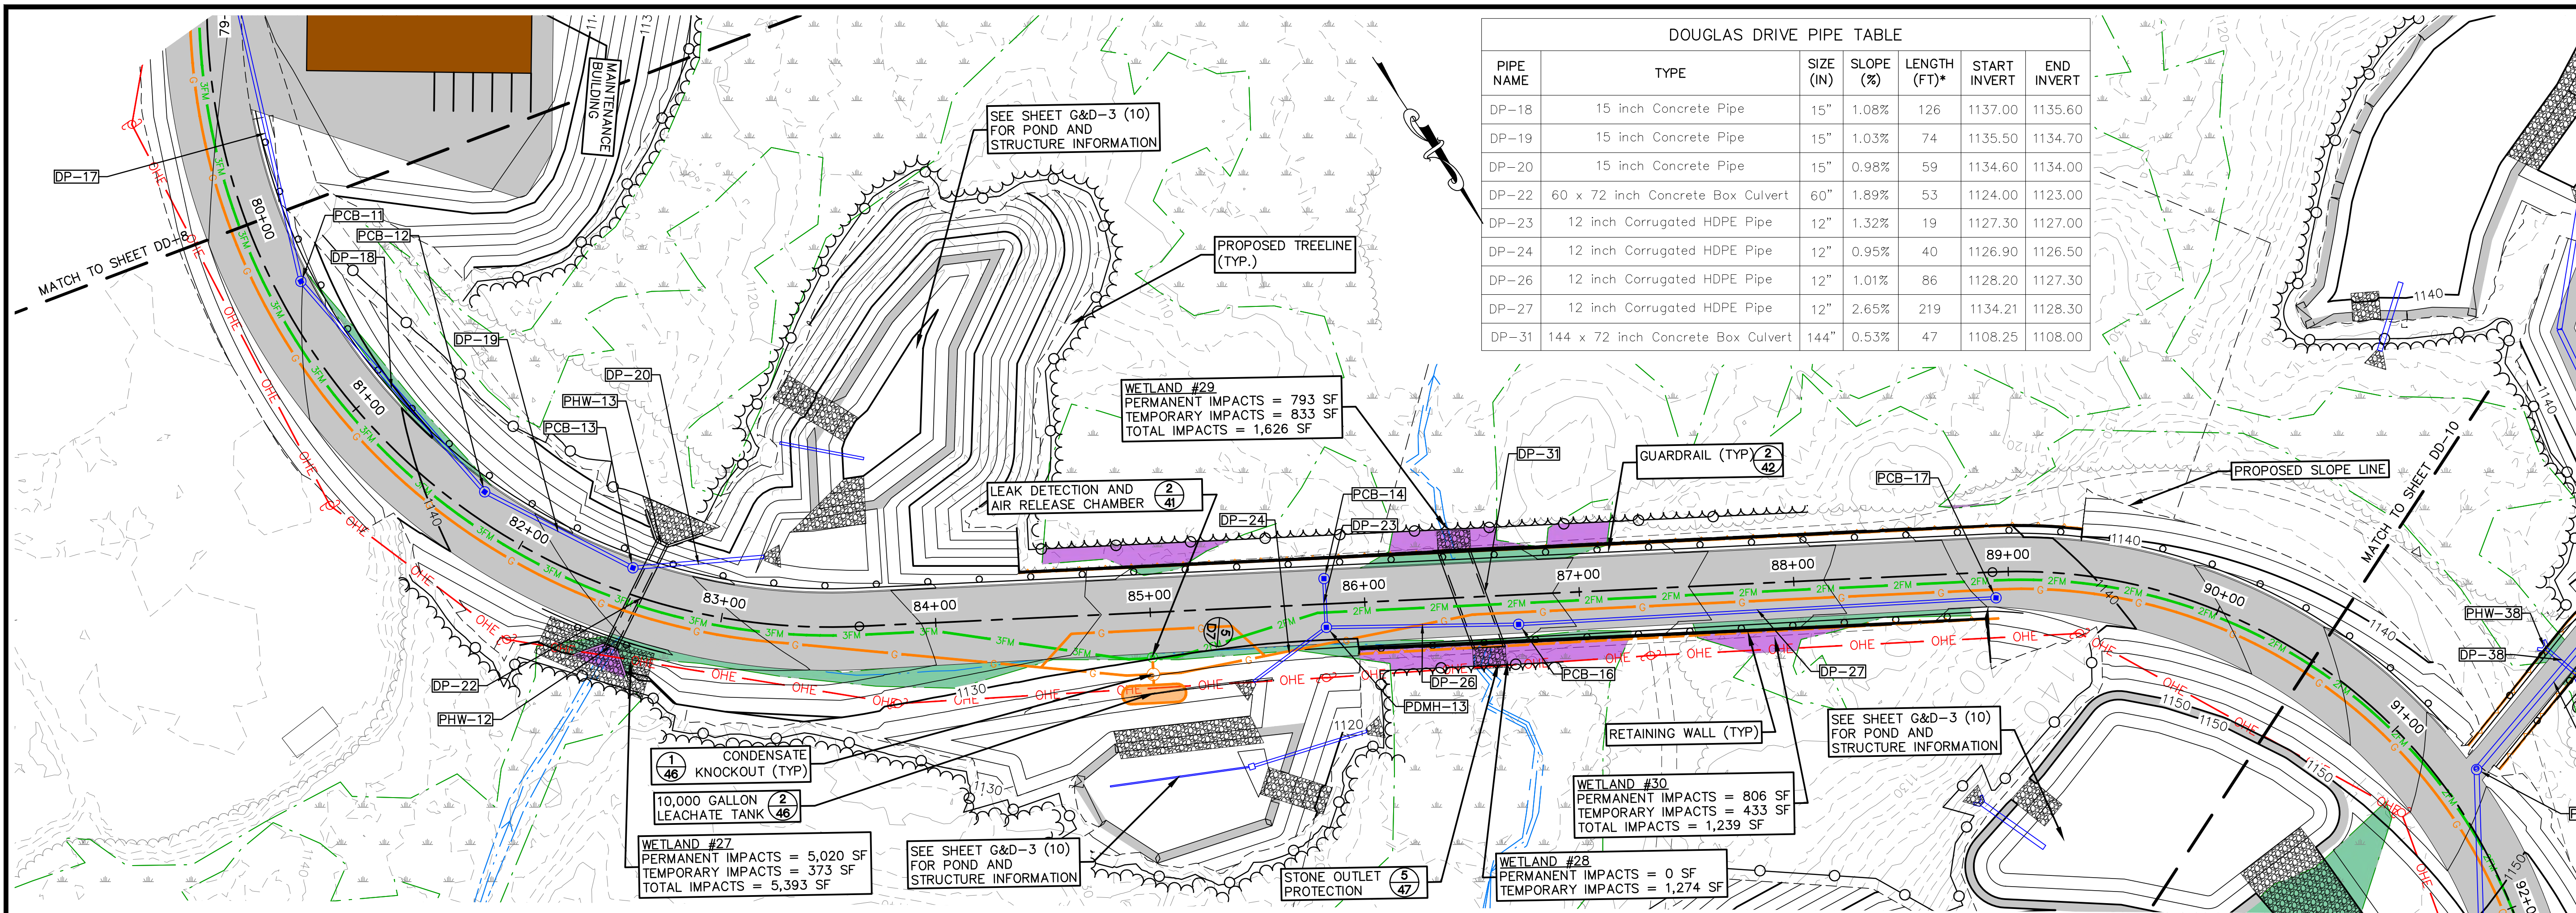 DOUGLAS DRIVE PIPE TABLE
PIPE NAME TYPE SIZE (IN) SLOPE (%) LENGTH (FT)* START INVERT END INVERT
DP-18 15 inch Concrete Pipe 15" 1.08% 126 1137.00 1135.60
DP-19 15 inch Concrete Pipe 15" 1.03% 74 1135.50 1134.70
DP-20 15 inch Concrete Pipe 15" 0.98% 59 1134.60 1134.00
DP-22 60 x 72 inch Concrete Box Culvert 60" 1.89% 53 1124.00 1123.00
DP-23 12 inch Corrugated HDPE Pipe 12" 1.32% 19 1127.30 1127.00
DP-24 12 inch Corrugated HDPE Pipe 12" 0.95% 40 1126.90 1126.50
DP-26 12 inch Corrugated HDPE Pipe 12" 1.01% 86 1128.20 1127.30
DP-27 12 inch Corrugated HDPE Pipe 12" 2.65% 219 1134.21 1128.30
DP-31 144 x 72 inch Concrete Box Culvert 144" 0.53% 47 1108.25 1108.00
MAINTENANCE
BUILDING
SEE SHEET G&D-3 (10)
FOR POND AND
STRUCTURE INFORMATION
PROPOSED TREELINE
(TYP.)
DP-17
MATCH TO SHEET DD-8
80+00
PCB-11
PCB-12
DP-18
DP-19
DP-20
PHW-13
PCB-13
81+00
82+00
83+00
84+00
85+00
86+00
87+00
88+00
89+00
90+00
91+00
WETLAND #29
PERMANENT IMPACTS = 793 SF
TEMPORARY IMPACTS = 833 SF
TOTAL IMPACTS = 1,626 SF
LEAK DETECTION AND
AIR RELEASE CHAMBER
2
41
DP-24
PCB-14
DP-23
DP-31
GUARDRAIL (TYP)
2
42
PCB-17
PROPOSED SLOPE LINE
MATCH TO SHEET DD-10
PHW-38
DP-38
5
D7
DP-22
PHW-12
DP-26
PDMH-13
PCB-16
DP-27
RETAINING WALL (TYP)
SEE SHEET G&D-3 (10)
FOR POND AND
STRUCTURE INFORMATION
1
46
CONDENSATE
KNOCKOUT (TYP)
10,000 GALLON
LEACHATE TANK
2
46
WETLAND #27
PERMANENT IMPACTS = 5,020 SF
TEMPORARY IMPACTS = 373 SF
TOTAL IMPACTS = 5,393 SF
SEE SHEET G&D-3 (10)
FOR POND AND
STRUCTURE INFORMATION
STONE OUTLET
PROTECTION
5
47
WETLAND #30
PERMANENT IMPACTS = 806 SF
TEMPORARY IMPACTS = 433 SF
TOTAL IMPACTS = 1,239 SF
WETLAND #28
PERMANENT IMPACTS = 0 SF
TEMPORARY IMPACTS = 1,274 SF
1140
1130
1120
1140
1140
1140
1150
1150
1150
OHE
G
3FM
2FM